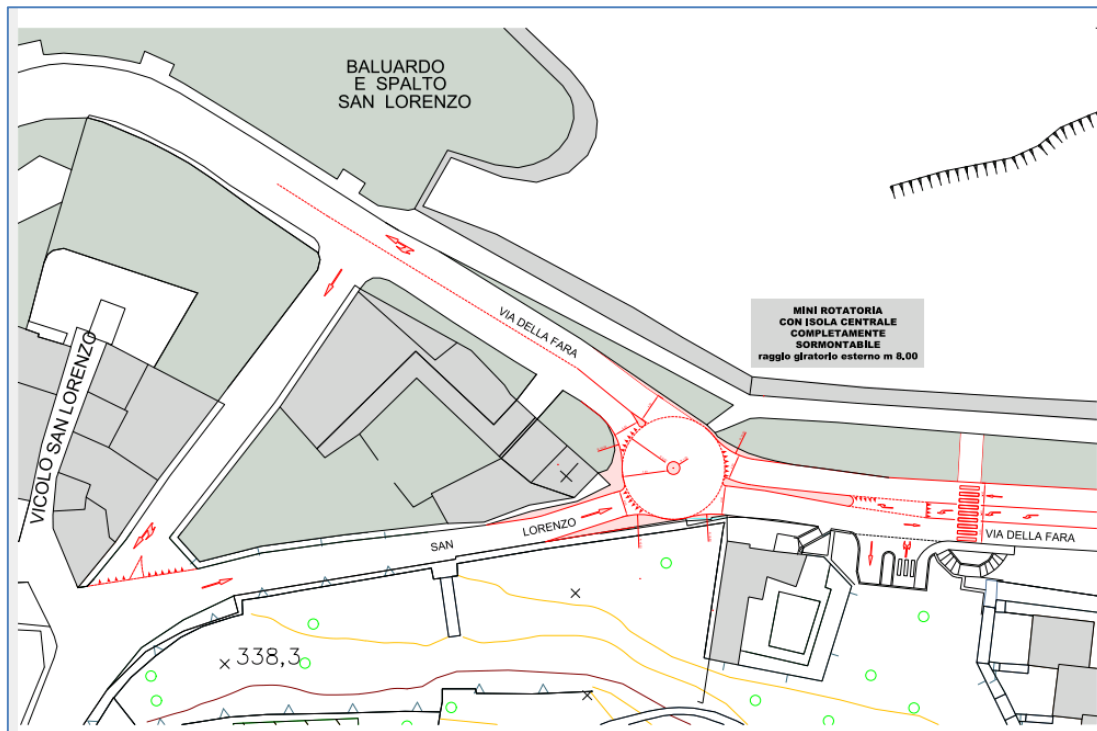 BALUARDO
E SPALTO
SAN LORENZO
VIA DELLA FARA
MINI ROTATORIA
CON ISOLA CENTRALE
COMPLETAMENTE
SORMONTABILE
raggio giratorio esterno m 8.00
VICOLO SAN LORENZO
SAN LORENZO
VIA DELLA FARA
338,3